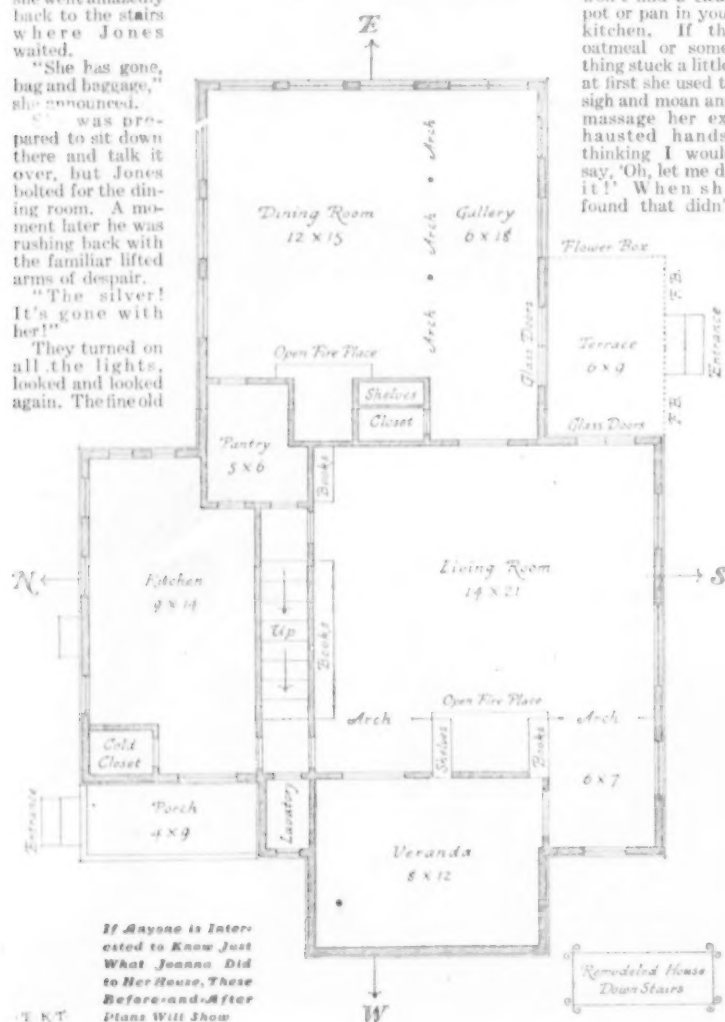 she went amazedly
back to the stairs
where Jones
waited.
"She has gone,
bag and baggage,"
she announced.
was pre-
pared to sit down
there and talk it
over, but Jones
bolted for the din-
ing room. A mo-
ment later he was
rushing back with
the familiar lifted
arms of despair.
"The silver!
It's gone with
her!"
They turned on
all the lights,
looked and looked
again. The fine old
pot or pan in you
kitchen. If th
oatmeal or some
thing stuck a little
at first she used t
sigh and moan an
massage her ex
hausted hands
thinking I woul
say, 'Oh, let me d
it!' When sh
found that didn'
E
Dining Room
12 x 15
Arch
Arch
Arch
Gallery
6 x 18
Flower Box
F.B.
Terrace
6 x 9
Entrance
F.B.
Glass Doors
Glass Doors
Open Fire Place
Shelves
Closet
Pantry
5 x 6
Books
N
Kitchen
9 x 14
Up
Books
Living Room
14 x 21
S
Open Fire Place
Arch
Shelves
Books
Arch
6 x 7
Cold
Closet
Entrance
Porch
4 x 9
Lavatory
Veranda
8 x 12
W
If Anyone is Inter-
ested to Know Just
What Joanna Did
to Her House, These
Before-and-After
Plans Will Show
T.K.T.
Remodeled House
Down Stairs